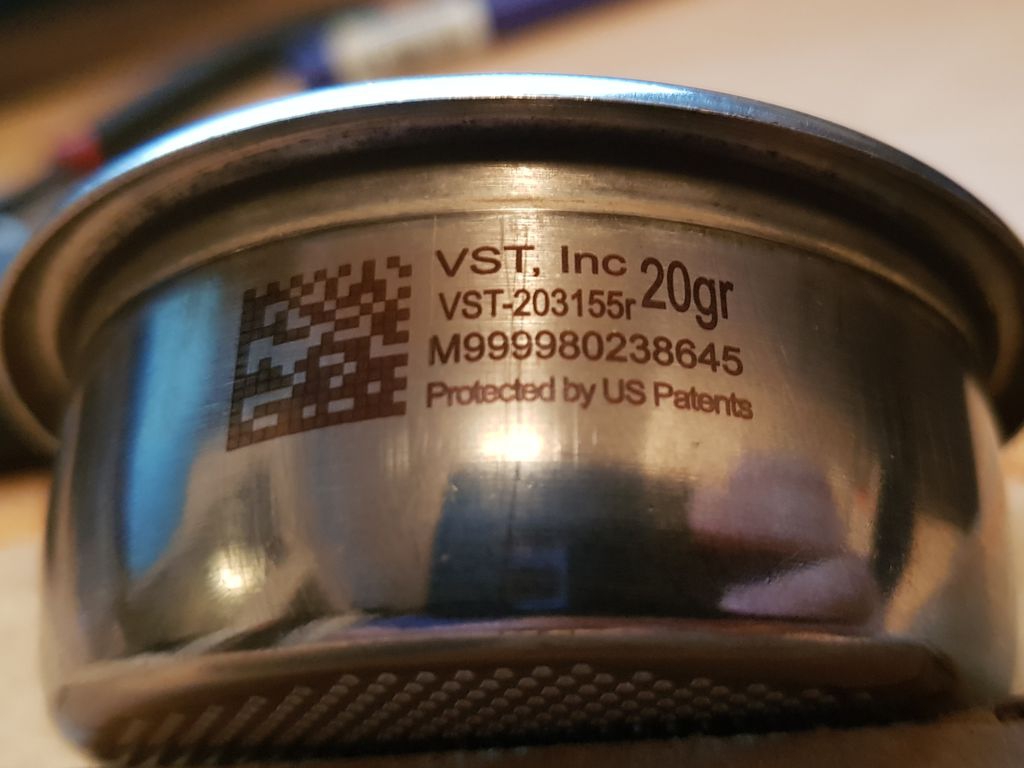 VST, Inc 20gr
VST-203155r
M999980238645
Protected by US Patents